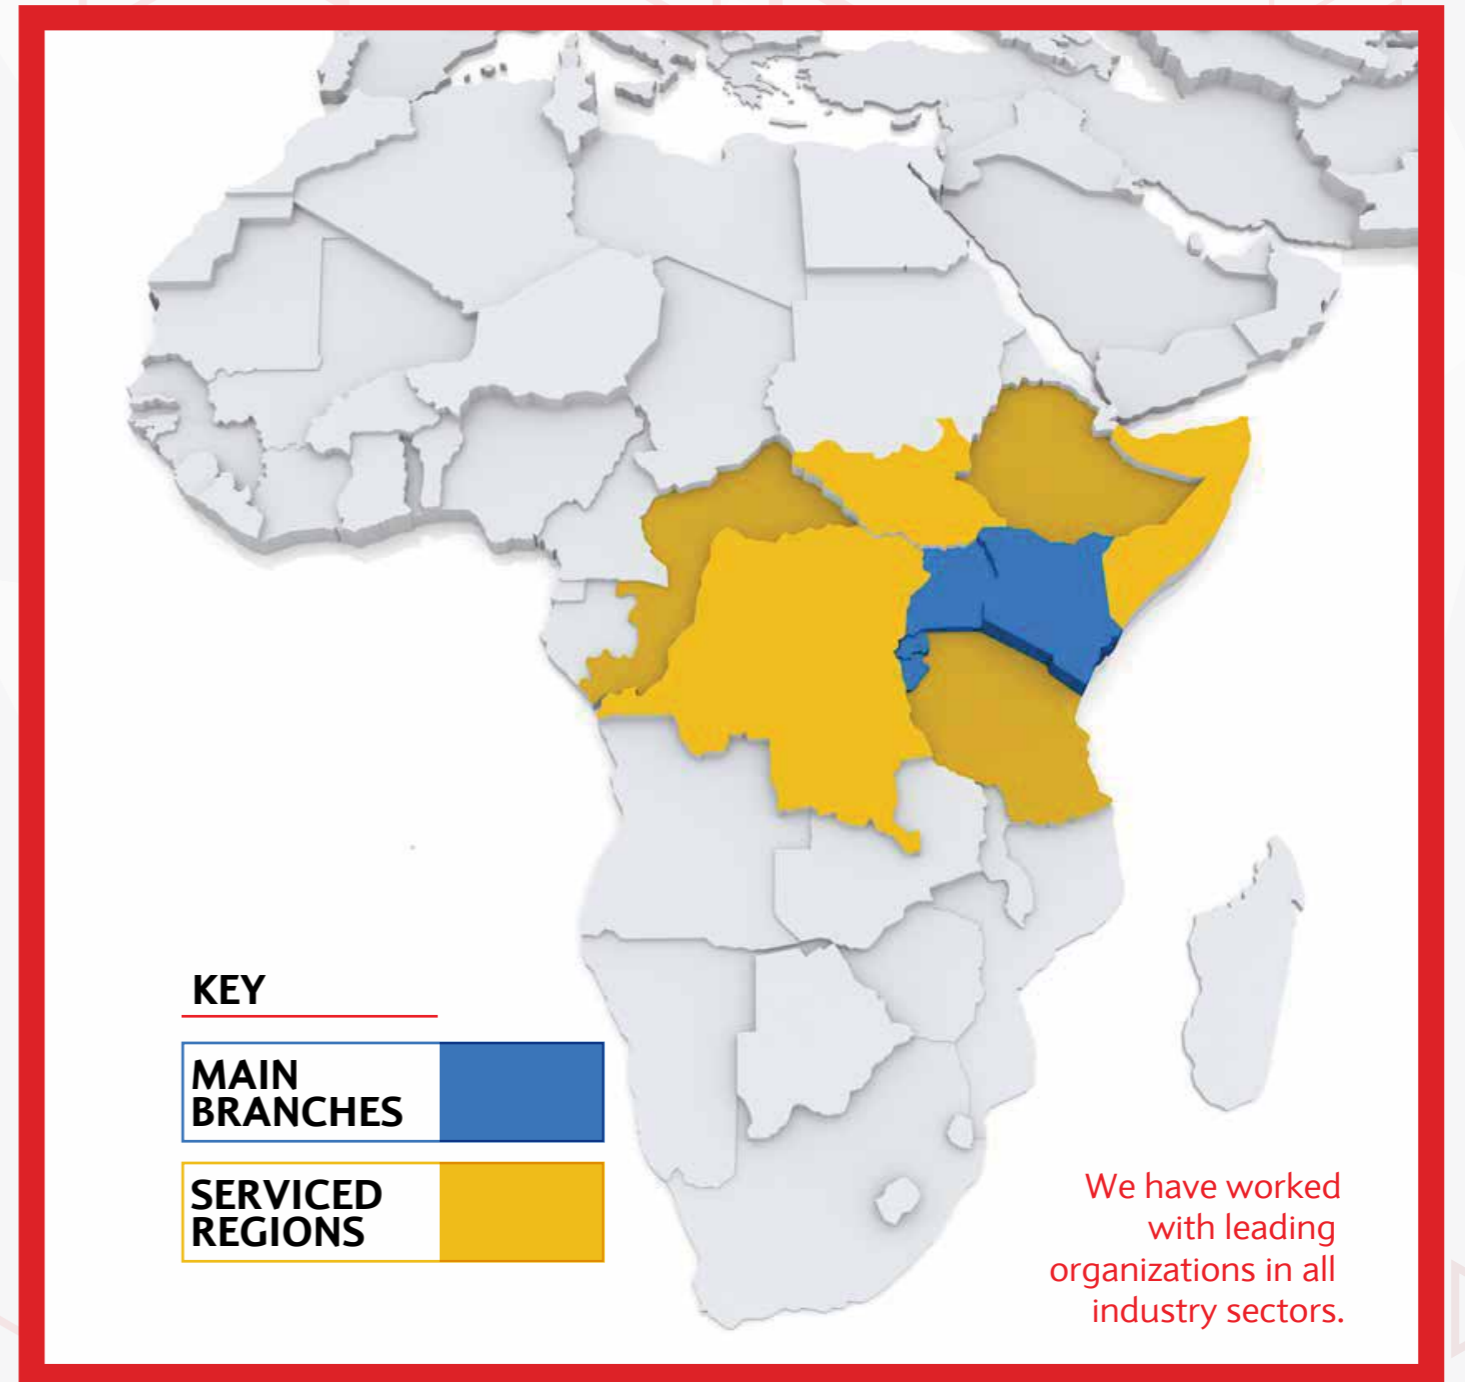 KEY
MAIN
BRANCHES
SERVICED
REGIONS
We have worked
with leading
organizations in all
industry sectors.